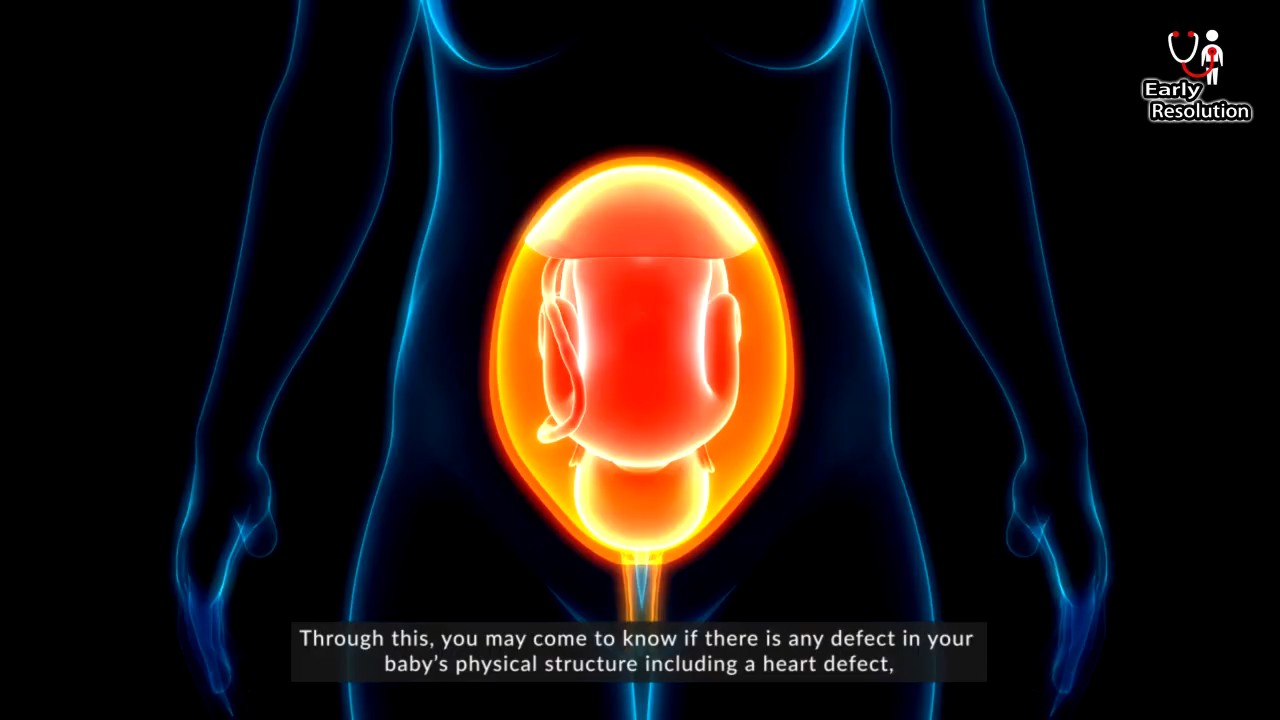 Early
Resolution
Through this, you may come to know if there is any defect in your
baby's physical structure including a heart defect,